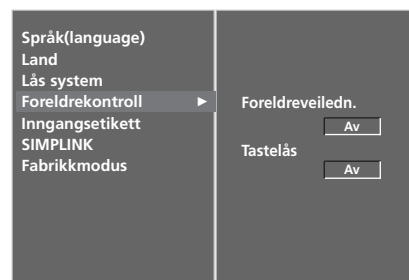 Språk(language)
Land
Lås system
Foreldrekontroll
Inngangsetikett
SIMPLINK
Fabrikkmodus
Foreldreveiledn.
Av
Tastelås
Av